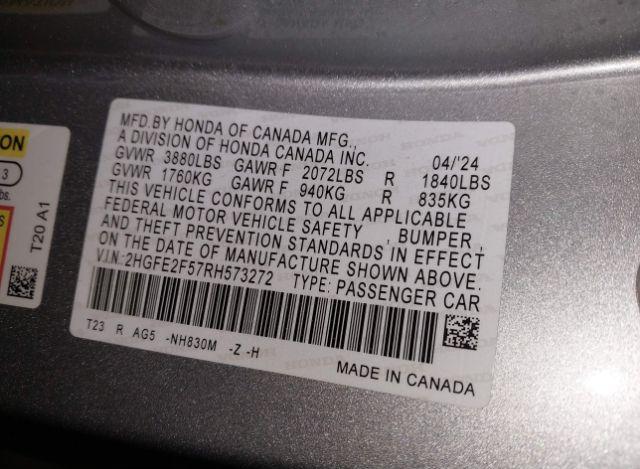 ON
3
bs.
T20 A1
MFD.BY HONDA OF CANADA MFG.,
A DIVISION OF HONDA CANADA INC. 04/'24
GVWR 3880LBS GAWR F 2072LBS R 1840LBS
GVWR 1760KG GAWR F 940KG R 835KG
THIS VEHICLE CONFORMS TO ALL APPLICABLE
FEDERAL MOTOR VEHICLE SAFETY , BUMPER ,
AND THEFT PREVENTION STANDARDS IN EFFECT
ON THE DATE OF MANUFACTURE SHOWN ABOVE.
V.I.N.:2HGFE2F57RH573272 TYPE: PASSENGER CAR
T23 R AG5 -NH830M -Z -H
MADE IN CANADA